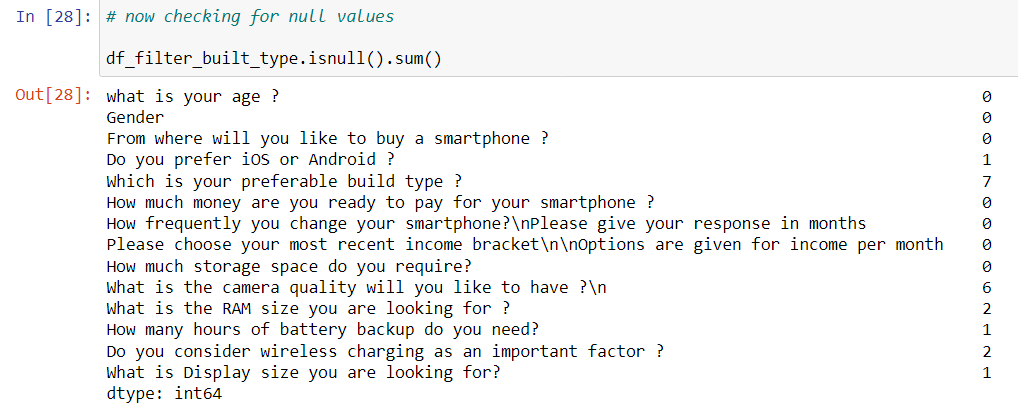 In [28]: # now checking for null values
df_filter_built_type.isnull().sum()
Out[28]: what is your age ? 0
Gender 0
From where will you like to buy a smartphone ? 0
Do you prefer iOS or Android ? 1
Which is your preferable build type ? 7
How much money are you ready to pay for your smartphone ? 0
How frequently you change your smartphone?\nPlease give your response in months 0
Please choose your most recent income bracket\n\nOptions are given for income per month 0
How much storage space do you require? 0
What is the camera quality will you like to have ?\n 6
What is the RAM size you are looking for ? 2
How many hours of battery backup do you need? 1
Do you consider wireless charging as an important factor ? 2
What is Display size you are looking for? 1
dtype: int64